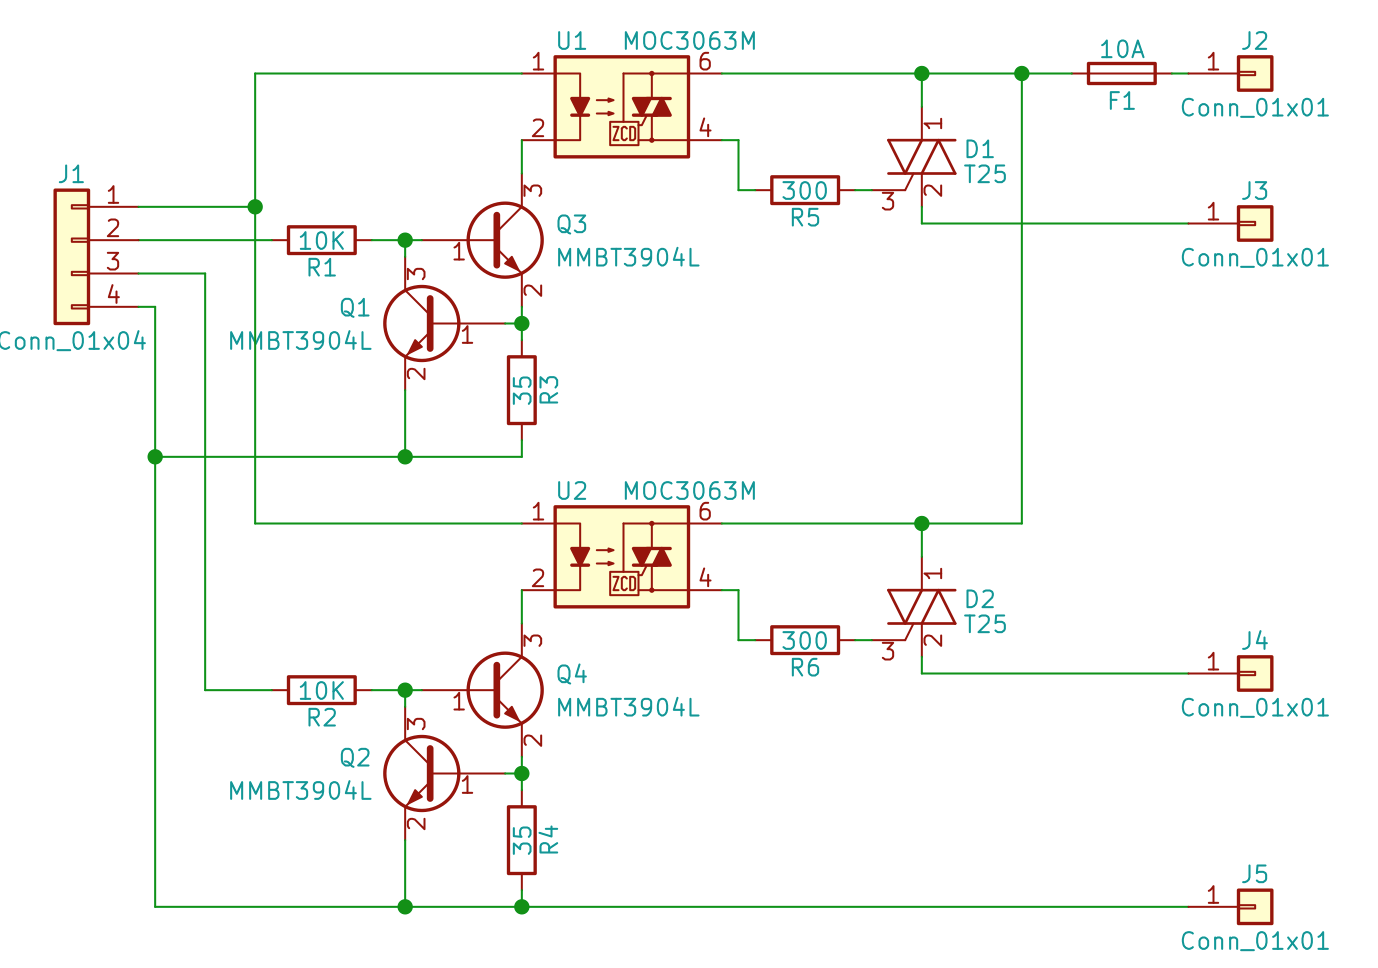 U1 MOC3063M
1
6
2
4
ZCD
10A
F1
J2
1
Conn_01x01
1
D1
T25
2
3
300
R5
J3
1
Conn_01x01
J1
1
2
3
4
Conn_01x04
10K
R1
3
Q3
1
MMBT3904L
2
3
Q1
MMBT3904L
1
2
35
R3
U2 MOC3063M
1
6
2
4
ZCD
1
D2
T25
2
3
300
R6
J4
1
Conn_01x01
10K
R2
3
Q4
1
MMBT3904L
2
3
Q2
MMBT3904L
1
2
35
R4
J5
1
Conn_01x01